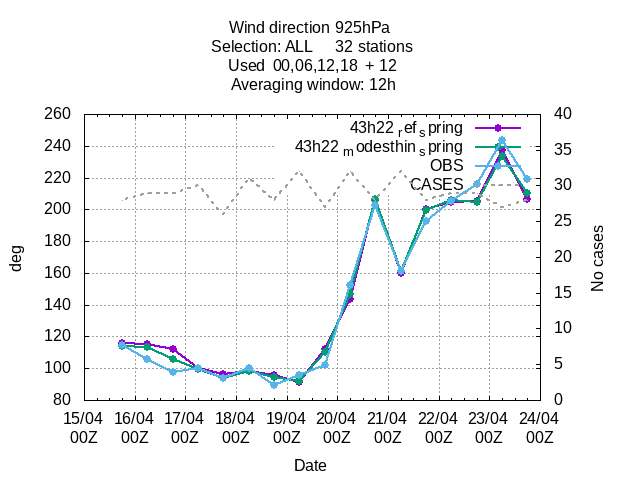 Wind direction 925hPa
Selection: ALL 32 stations
Used 00,06,12,18 + 12
Averaging window: 12h
260 40
240 35
220 30
200 25
180 20
160 15
140 10
120 5
100 0
80
43h22 ref spring
43h22 modesthin spring
OBS
CASES
deg
No cases
15/04 16/04 17/04 18/04 19/04 20/04 21/04 22/04 23/04 24/04
00Z 00Z 00Z 00Z 00Z 00Z 00Z 00Z 00Z 00Z
Date